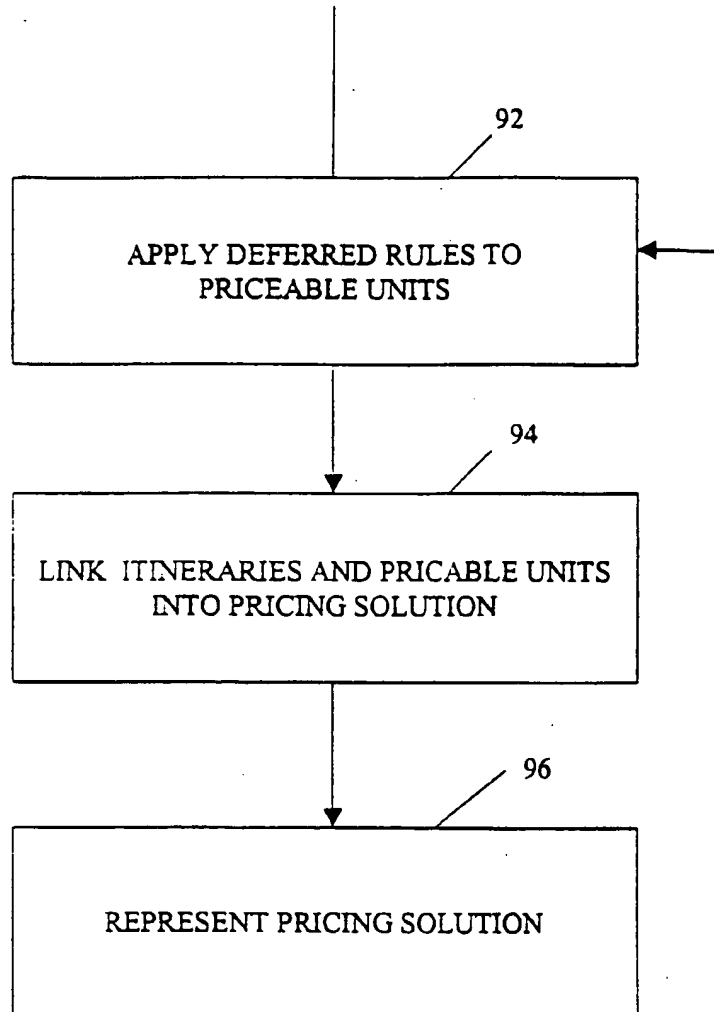 92
APPLY DEFERRED RULES TO
PRICEABLE UNITS
94
LINK ITINERARIES AND PRICABLE UNITS
INTO PRICING SOLUTION
96
REPRESENT PRICING SOLUTION